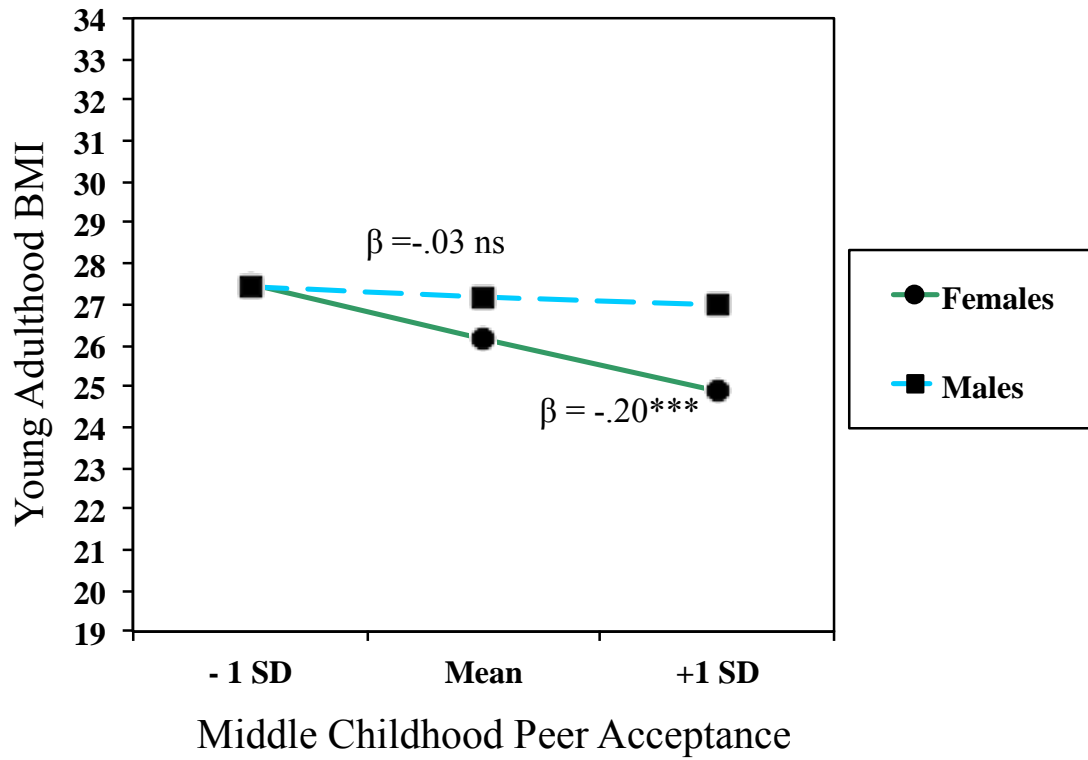 Young Adulthood BMI
34
33
32
31
30
29
28
27
26
25
24
23
22
21
20
19
β =-.03 ns
β = -.20***
Females
Males
- 1 SD
Mean
+1 SD
Middle Childhood Peer Acceptance